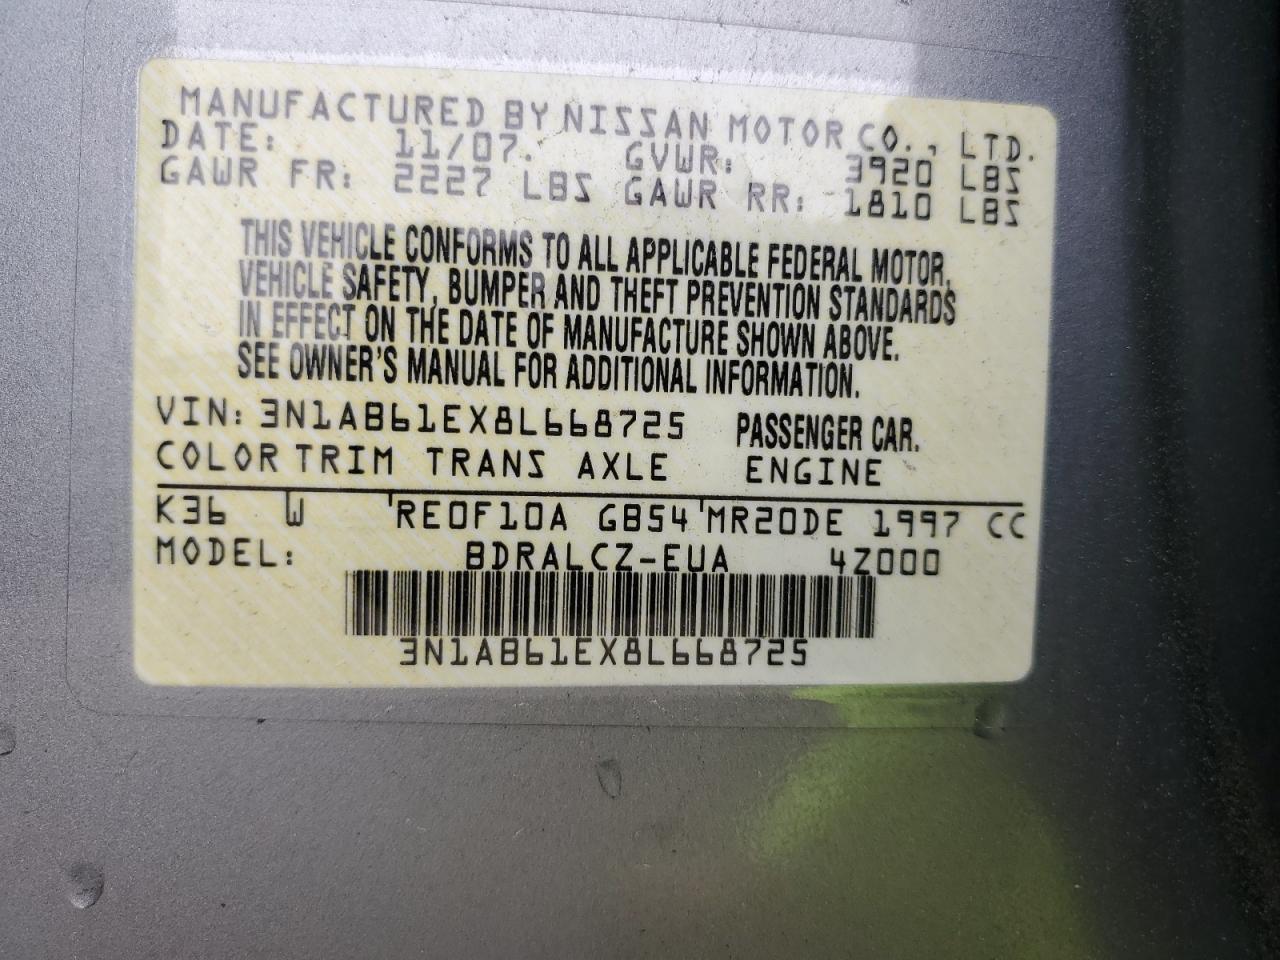 MANUFACTURED BY NISSAN MOTOR CO., LTD.
DATE: 11/07. GVWR: 3920 LBS
GAWR FR: 2227 LBS GAWR RR: 1810 LBS
THIS VEHICLE CONFORMS TO ALL APPLICABLE FEDERAL MOTOR,
VEHICLE SAFETY, BUMPER AND THEFT PREVENTION STANDARDS
IN EFFECT ON THE DATE OF MANUFACTURE SHOWN ABOVE.
SEE OWNER'S MANUAL FOR ADDITIONAL INFORMATION.
VIN: 3N1AB61EX8L668725 PASSENGER CAR.
COLOR TRIM TRANS AXLE ENGINE
K36 W 'RE0F10A GB54 'MR20DE 1997 CC
MODEL: BDRALCZ-EUA 4Z000
3N1AB61EX8L668725